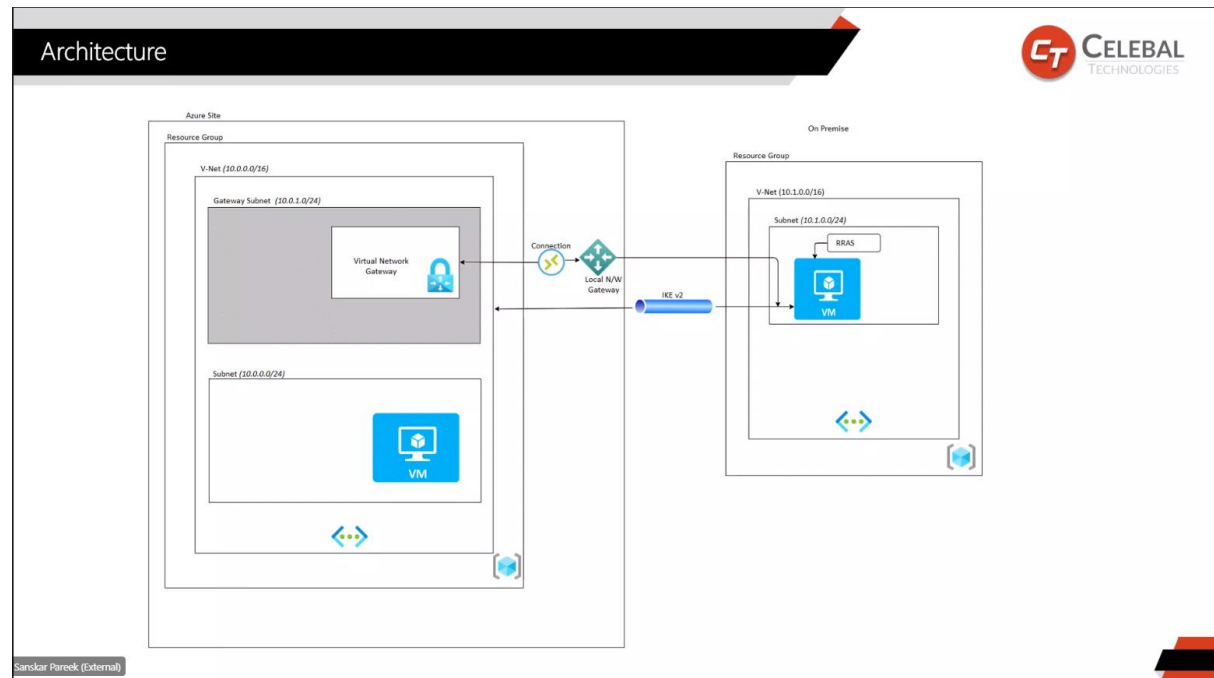 Architecture
CT CELEBAL
TECHNOLOGIES
Azure Site
Resource Group
V-Net (10.0.0.0/16)
Gateway Subnet (10.0.1.0/24)
Virtual Network
Gateway
Connection
Local N/W
Gateway
IKE v2
Subnet (10.0.0.0/24)
VM
On Premise
Resource Group
V-Net (10.1.0.0/16)
Subnet (10.1.0.0/24)
RRAS
VM
Sanskar Pareek (External)